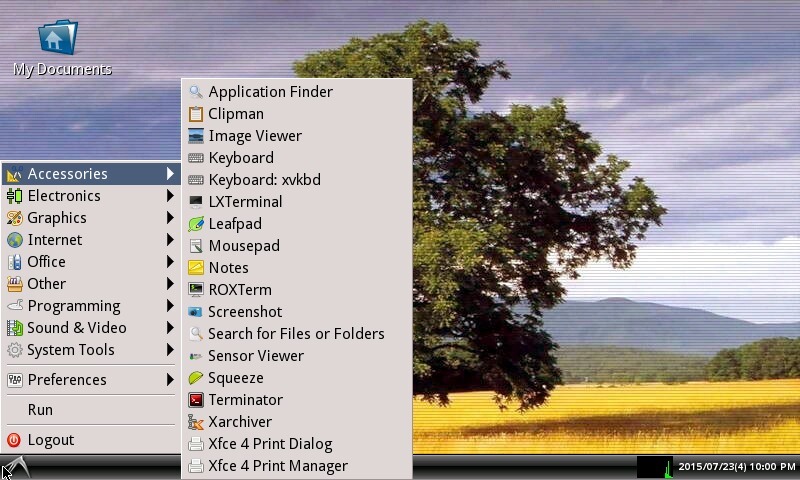 My Documents
Accessories
Electronics
Graphics
Internet
Office
Other
Programming
Sound & Video
System Tools
Preferences
Run
Logout
Application Finder
Clipman
Image Viewer
Keyboard
Keyboard: xvkbd
LXTerminal
Leafpad
Mousepad
Notes
ROXTerm
Screenshot
Search for Files or Folders
Sensor Viewer
Squeeze
Terminator
Xarchiver
Xfce 4 Print Dialog
Xfce 4 Print Manager
2015/07/23(4) 10:00 PM